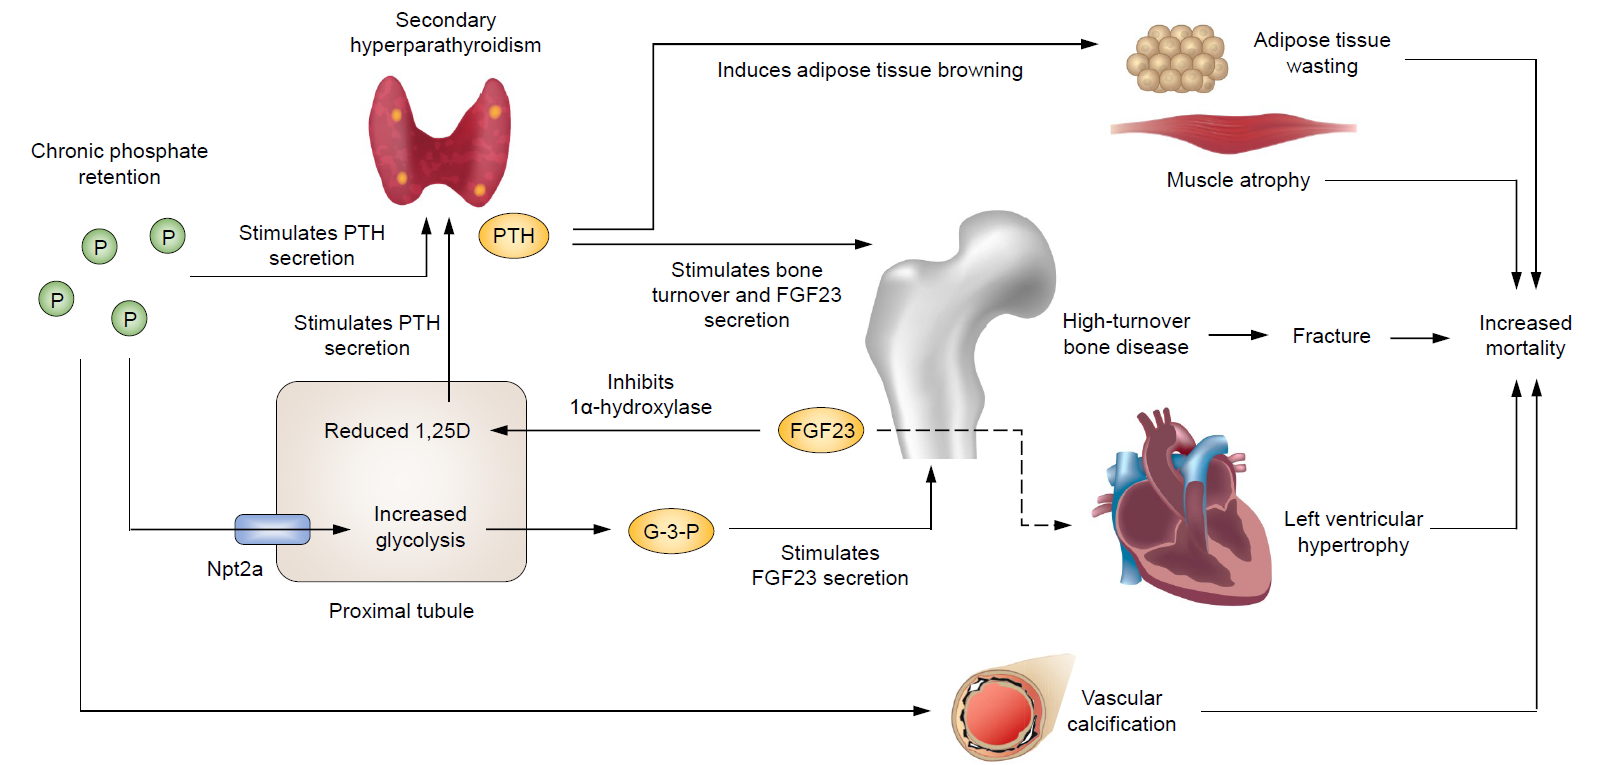 Secondary
hyperparathyroidism
Induces adipose tissue browning
Adipose tissue
wasting
Chronic phosphate
retention
P
P
P
P
Stimulates PTH
secretion
PTH
Muscle atrophy
Stimulates bone
turnover and FGF23
secretion
Stimulates PTH
secretion
High-turnover
bone disease
Fracture
Increased
mortality
Inhibits
1α-hydroxylase
Reduced 1,25D
FGF23
Increased
glycolysis
G-3-P
Stimulates
FGF23 secretion
Npt2a
Proximal tubule
Left ventricular
hypertrophy
Vascular
calcification